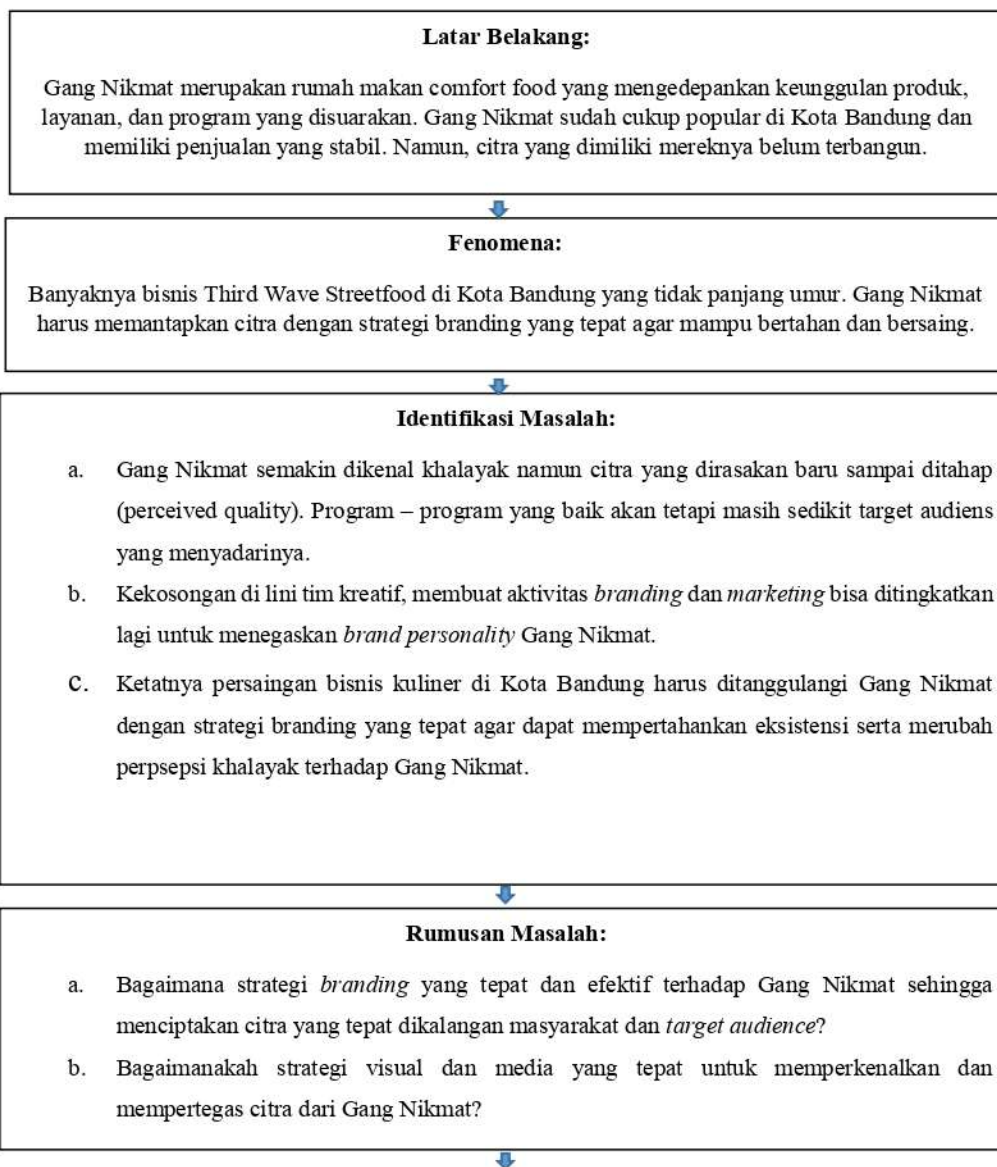 Latar Belakang:
Gang Nikmat merupakan rumah makan comfort food yang mengedepankan keunggulan produk,
layanan, dan program yang disuarakan. Gang Nikmat sudah cukup popular di Kota Bandung dan
memiliki penjualan yang stabil. Namun, citra yang dimiliki mereknya belum terbangun.
Fenomena:
Banyaknya bisnis Third Wave Streetfood di Kota Bandung yang tidak panjang umur. Gang Nikmat
harus memantapkan citra dengan strategi branding yang tepat agar mampu bertahan dan bersaing.
Identifikasi Masalah:
a. Gang Nikmat semakin dikenal khalayak namun citra yang dirasakan baru sampai ditahap
(perceived quality). Program – program yang baik akan tetapi masih sedikit target audiens
yang menyadarinya.
b. Kekosongan di lini tim kreatif, membuat aktivitas branding dan marketing bisa ditingkatkan
lagi untuk menegaskan brand personality Gang Nikmat.
c. Ketatnya persaingan bisnis kuliner di Kota Bandung harus ditanggulangi Gang Nikmat
dengan strategi branding yang tepat agar dapat mempertahankan eksistensi serta merubah
perpsepsi khalayak terhadap Gang Nikmat.
Rumusan Masalah:
a. Bagaimana strategi branding yang tepat dan efektif terhadap Gang Nikmat sehingga
menciptakan citra yang tepat dikalangan masyarakat dan target audience?
b. Bagaimanakah strategi visual dan media yang tepat untuk memperkenalkan dan
mempertegas citra dari Gang Nikmat?